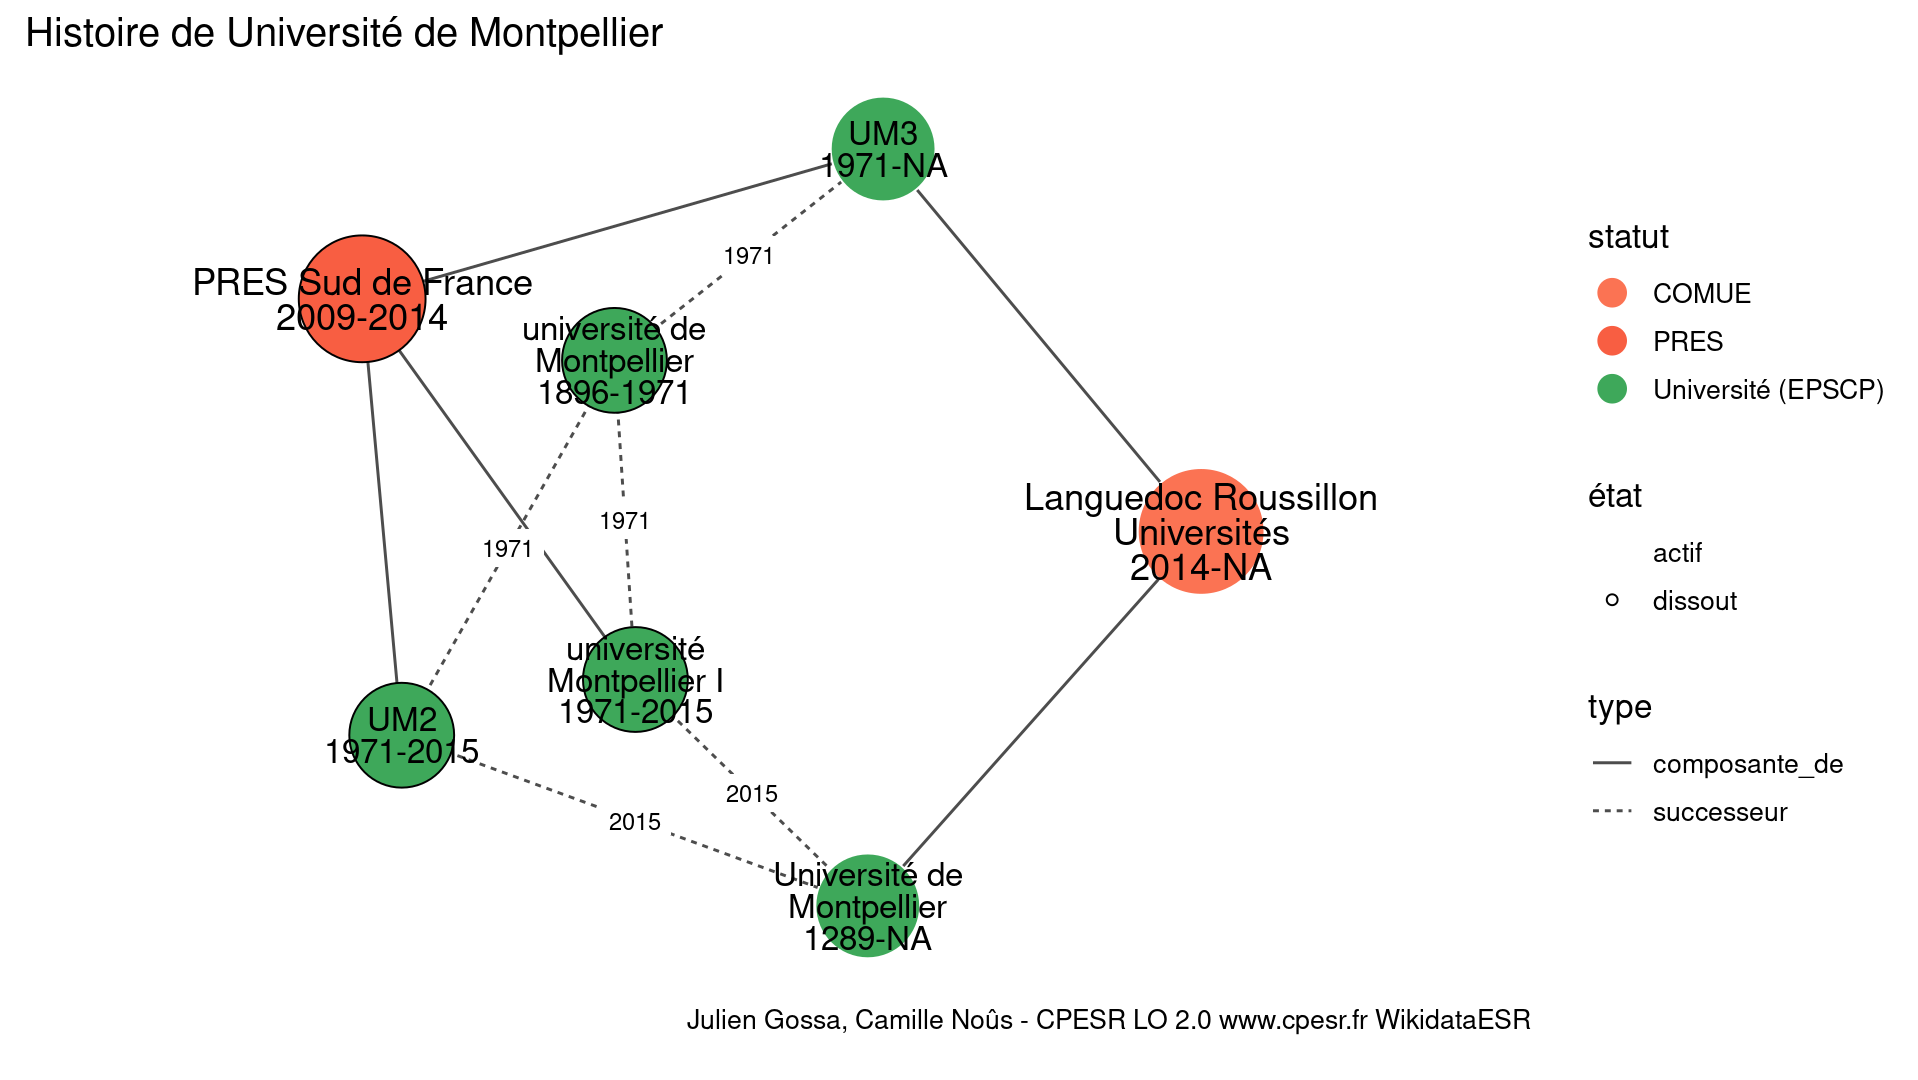 Histoire de Université de Montpellier
UM3
1971-NA
1971
PRES Sud de France
2009-2014
université de
Montpellier
1896-1971
1971
1971
Languedoc Roussillon
Universités
2014-NA
université
Montpellier I
1971-2015
UM2
1971-2015
2015
2015
Université de
Montpellier
1289-NA
statut
COMUE
PRES
Université (EPSCP)
état
actif
dissout
type
composante_de
successeur
Julien Gossa, Camille Noûs - CPESR LO 2.0 www.cpesr.fr WikidataESR